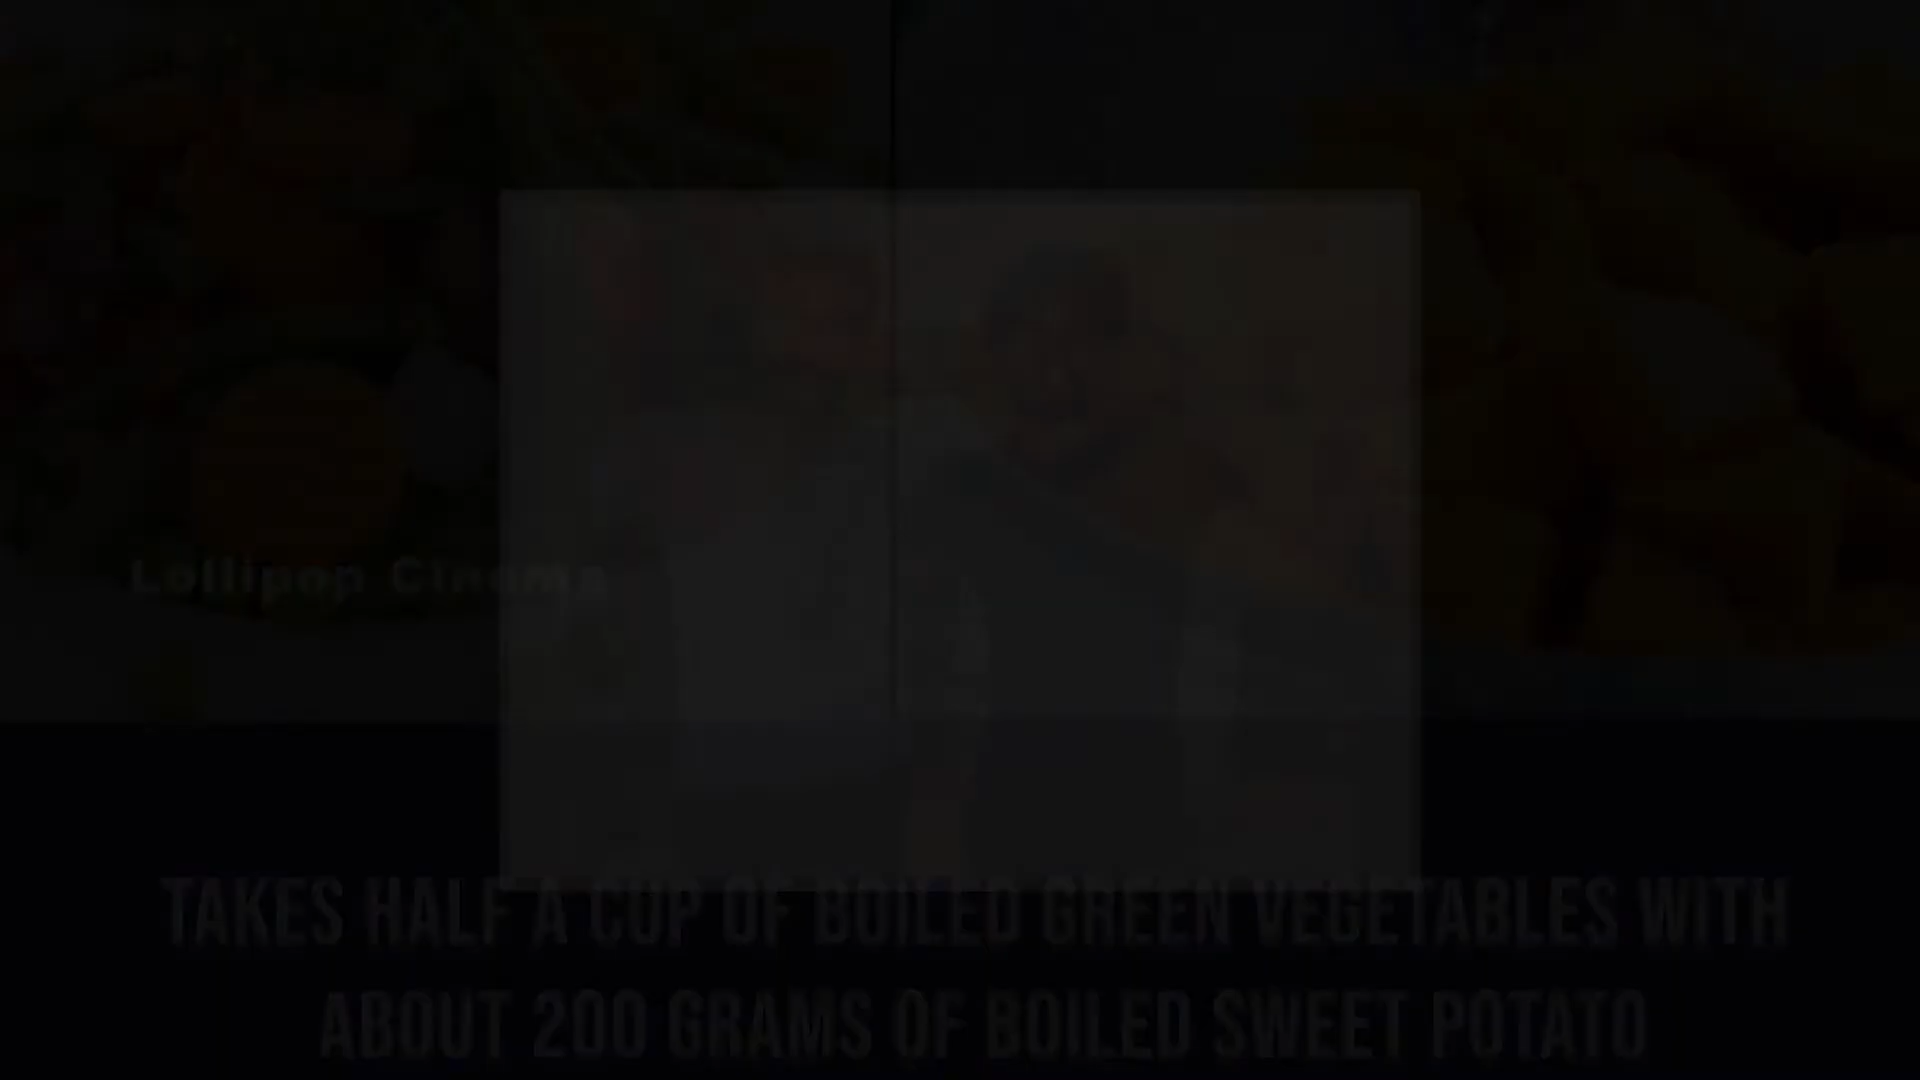 Lollipop Cinema
TAKES HALF A CUP OF BOILED GREEN VEGETABLES WITH
ABOUT 200 GRAMS OF BOILED SWEET POTATO